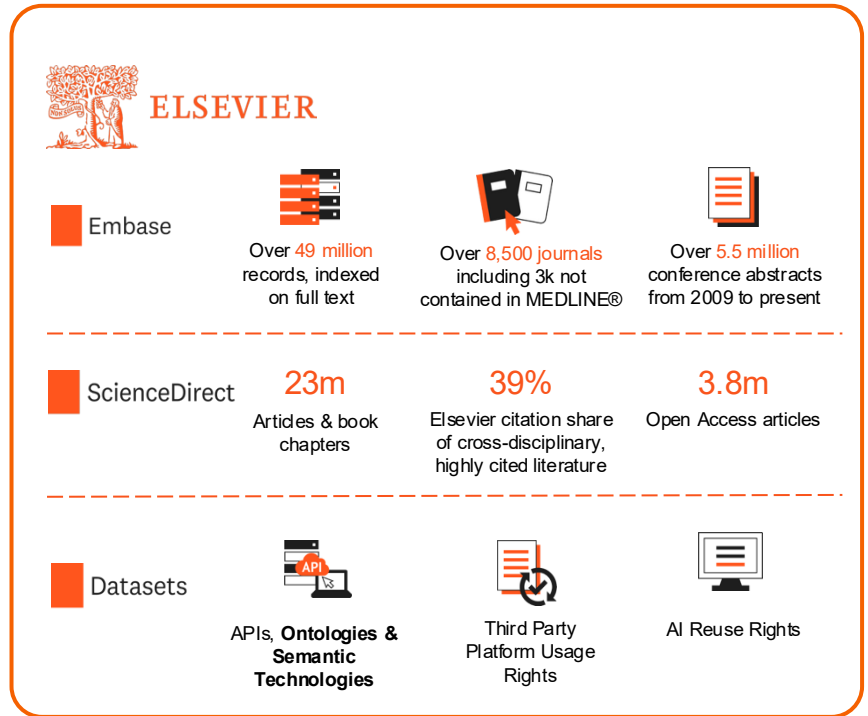 NON SOLUS
ELSEVIER
Embase
Over 49 million
records, indexed
on full text
Over 8,500 journals
including 3k not
contained in MEDLINE®
Over 5.5 million
conference abstracts
from 2009 to present
ScienceDirect
23m
Articles & book
chapters
39%
Elsevier citation share
of cross-disciplinary,
highly cited literature
3.8m
Open Access articles
Datasets
API
APIs, Ontologies &
Semantic
Technologies
Third Party
Platform Usage
Rights
AI Reuse Rights